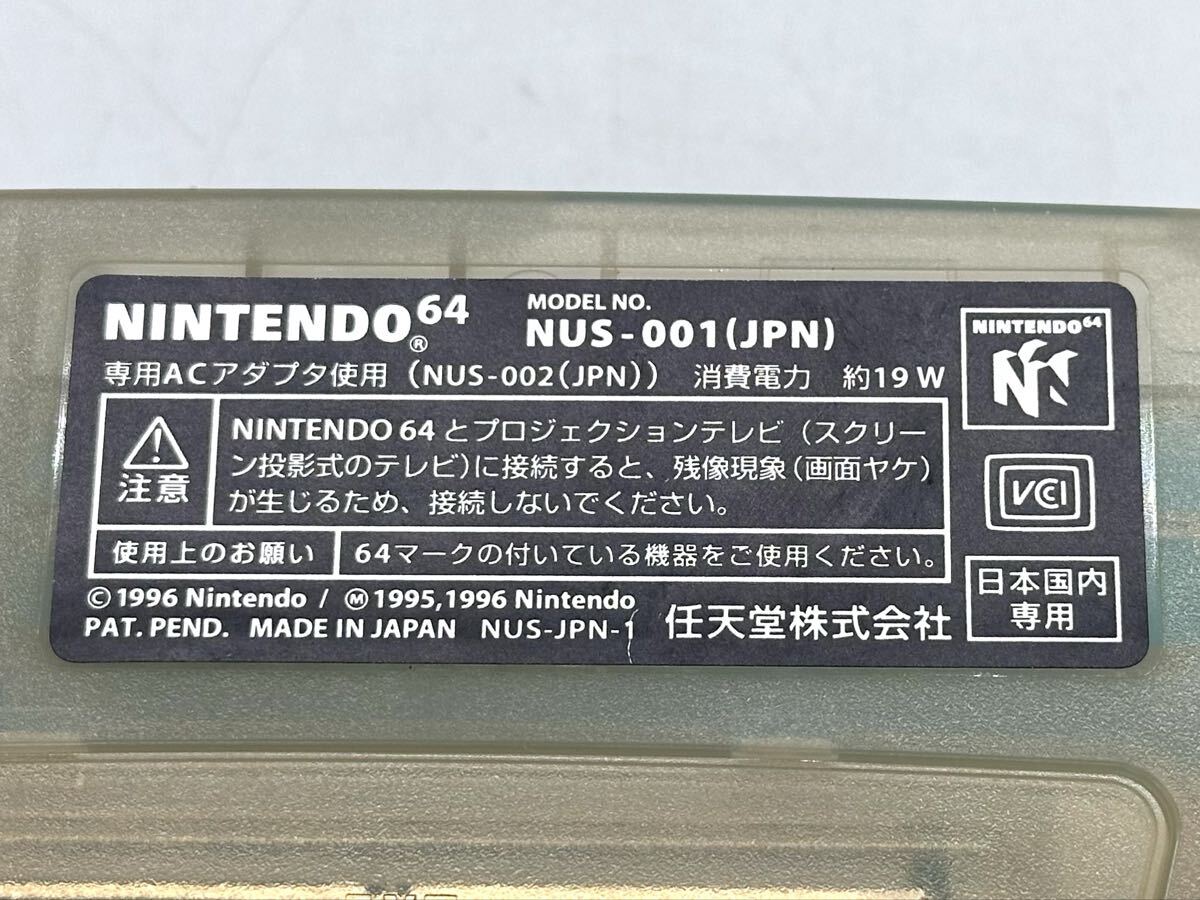 NINTENDO64®
MODEL NO.
NUS-001(JPN)
専用ACアダプタ使用（NUS-002(JPN)） 消費電力 約19W
注意
NINTENDO 64とプロジェクションテレビ（スクリー
ン投影式のテレビ)に接続すると、残像現象(画面ヤケ)
が生じるため、接続しないでください。
使用上のお願い
64マークの付いている機器をご使用ください。
©1996 Nintendo / Ⓜ1995,1996 Nintendo
PAT. PEND. MADE IN JAPAN NUS-JPN-1
任天堂株式会社
NINTENDO64
N
VCCI
日本国内
専用